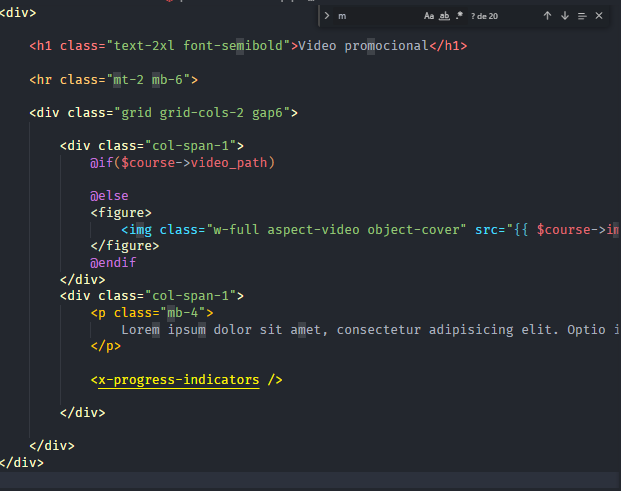 <div>
> m Aa ab .* ? de 20
<h1 class="text-2xl font-semibold">Video promocional</h1>
<hr class="mt-2 mb-6">
<div class="grid grid-cols-2 gap6">
<div class="col-span-1">
@if($course->video_path)
@else
<figure>
<img class="w-full aspect-video object-cover" src="{{ $course->im
</figure>
@endif
</div>
<div class="col-span-1">
<p class="mb-4">
Lorem ipsum dolor sit amet, consectetur adipisicing elit. Optio i
</p>
<x-progress-indicators />
</div>
</div>
</div>